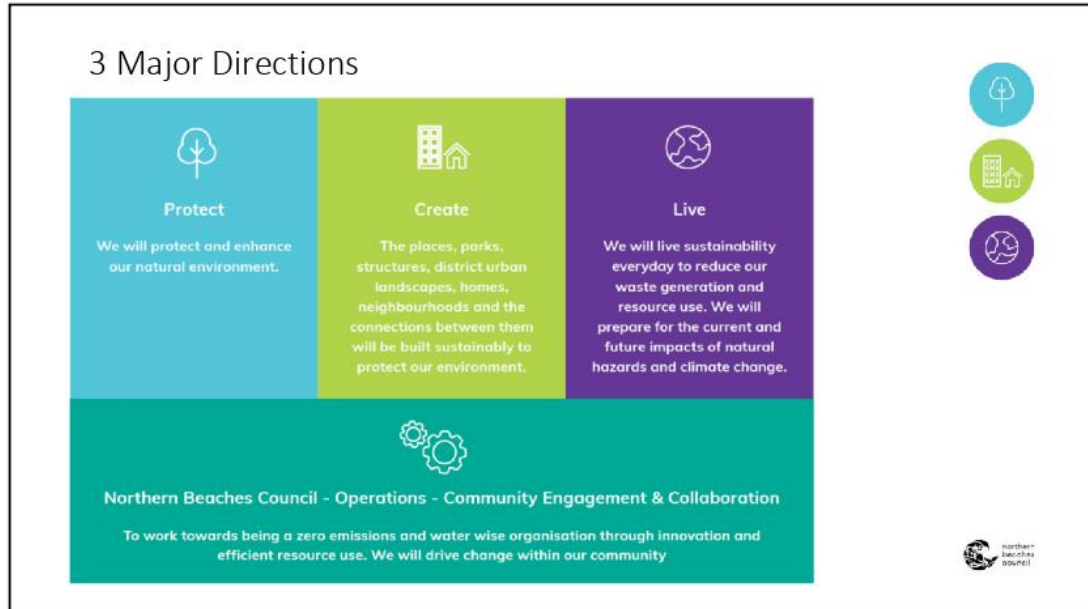 3 Major Directions
Protect
We will protect and enhance
our natural environment.
Create
The places, parks,
structures, district urban
landscapes, homes,
neighbourhoods and the
connections between them
will be built sustainably to
protect our environment.
Live
We will live sustainability
everyday to reduce our
waste generation and
resource use. We will
prepare for the current and
future impacts of natural
hazards and climate change.
Northern Beaches Council - Operations - Community Engagement & Collaboration
To work towards being a zero emissions and water wise organisation through innovation and
efficient resource use. We will drive change within our community
northern
beaches
council